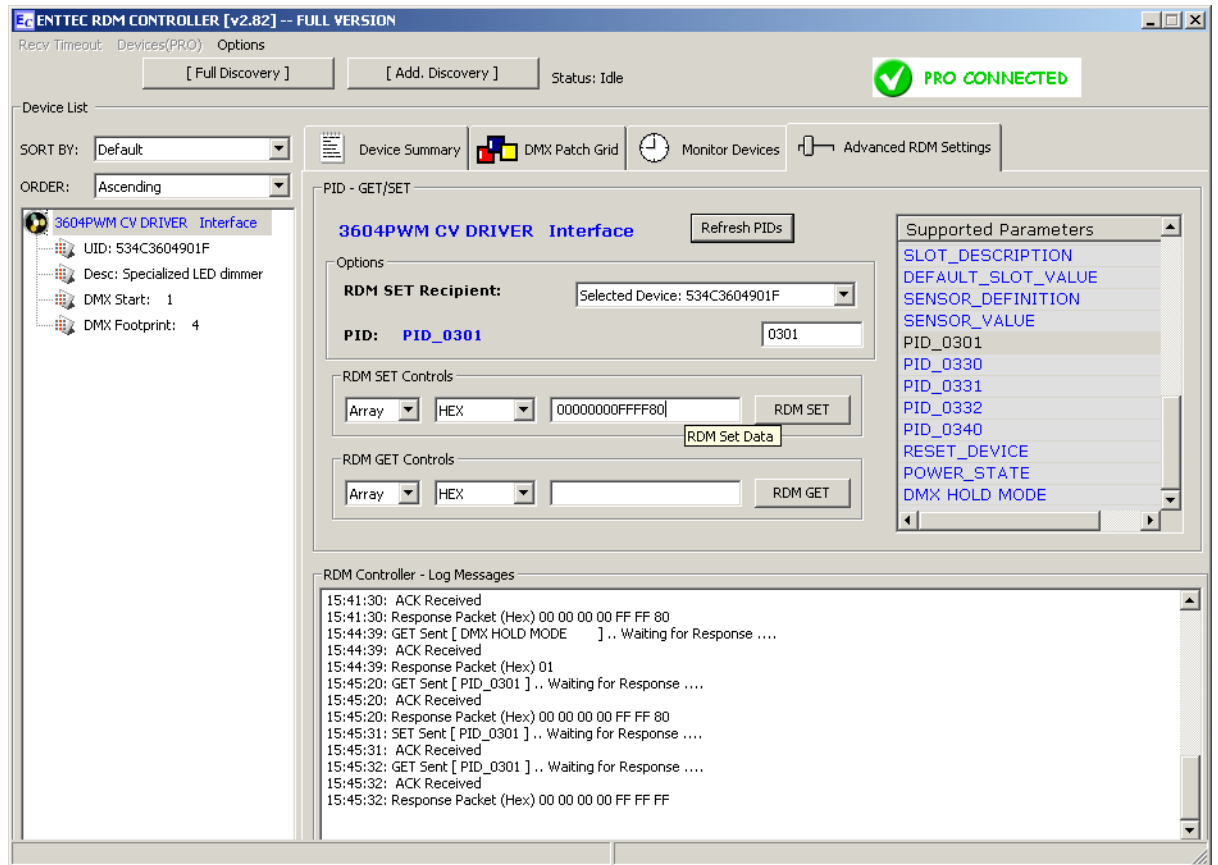 Ec ENTTEC RDM CONTROLLER [v2.82] -- FULL VERSION
Recv Timeout Devices(PRO) Options
[ Full Discovery ] [ Add. Discovery ] Status: Idle PRO CONNECTED
Device List
SORT BY: Default
ORDER: Ascending
3604PWM CV DRIVER Interface
UID: 534C3604901F
Desc: Specialized LED dimmer
DMX Start: 1
DMX Footprint: 4
Device Summary DMX Patch Grid Monitor Devices Advanced RDM Settings
PID - GET/SET
3604PWM CV DRIVER Interface Refresh PIDs
Options
RDM SET Recipient: Selected Device: 534C3604901F
PID: PID_0301 0301
RDM SET Controls
Array HEX 00000000FFFF80 RDM SET
RDM Set Data
RDM GET Controls
Array HEX RDM GET
Supported Parameters
SLOT_DESCRIPTION
DEFAULT_SLOT_VALUE
SENSOR_DEFINITION
SENSOR_VALUE
PID_0301
PID_0330
PID_0331
PID_0332
PID_0340
RESET_DEVICE
POWER_STATE
DMX HOLD MODE
RDM Controller - Log Messages
15:41:30: ACK Received
15:41:30: Response Packet (Hex) 00 00 00 00 FF FF 80
15:44:39: GET Sent [ DMX HOLD MODE ] .. Waiting for Response ....
15:44:39: ACK Received
15:44:39: Response Packet (Hex) 01
15:45:20: GET Sent [ PID_0301 ] .. Waiting for Response ....
15:45:20: ACK Received
15:45:20: Response Packet (Hex) 00 00 00 00 FF FF 80
15:45:31: SET Sent [ PID_0301 ] .. Waiting for Response ....
15:45:31: ACK Received
15:45:32: GET Sent [ PID_0301 ] .. Waiting for Response ....
15:45:32: ACK Received
15:45:32: Response Packet (Hex) 00 00 00 00 FF FF FF